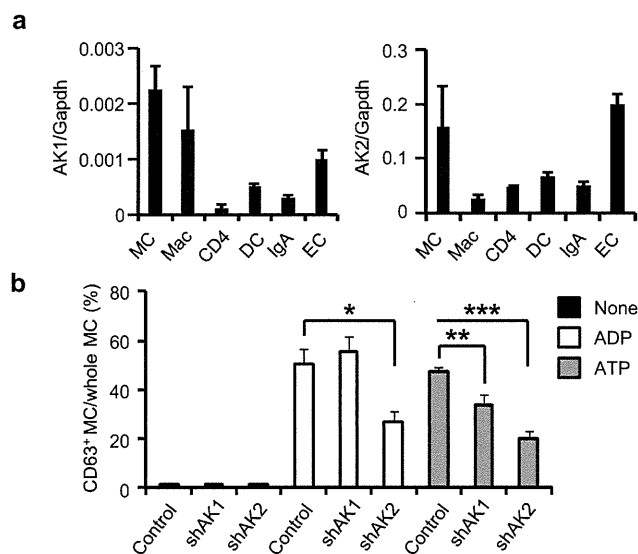 a
AK1/Gapdh
0.003
0.002
0.001
0
MC Mac CD4 DC IgA EC
AK2/Gapdh
0.3
0.2
0.1
0
MC Mac CD4 DC IgA EC
b
CD63+ MC/whole MC (%)
80
60
40
20
0
*
**
***
Control shAK1 shAK2 Control shAK1 shAK2 Control shAK1 shAK2
None
ADP
ATP